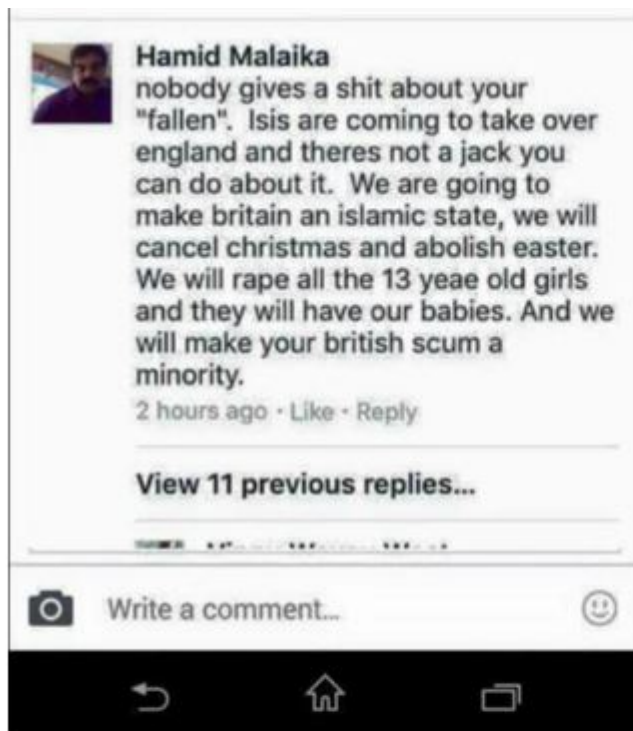 Hamid Malaika
nobody gives a shit about your
"fallen". Isis are coming to take over
england and theres not a jack you
can do about it. We are going to
make britain an islamic state, we will
cancel christmas and abolish easter.
We will rape all the 13 yeae old girls
and they will have our babies. And we
will make your british scum a
minority.
2 hours ago · Like · Reply
View 11 previous replies...
Write a comment...